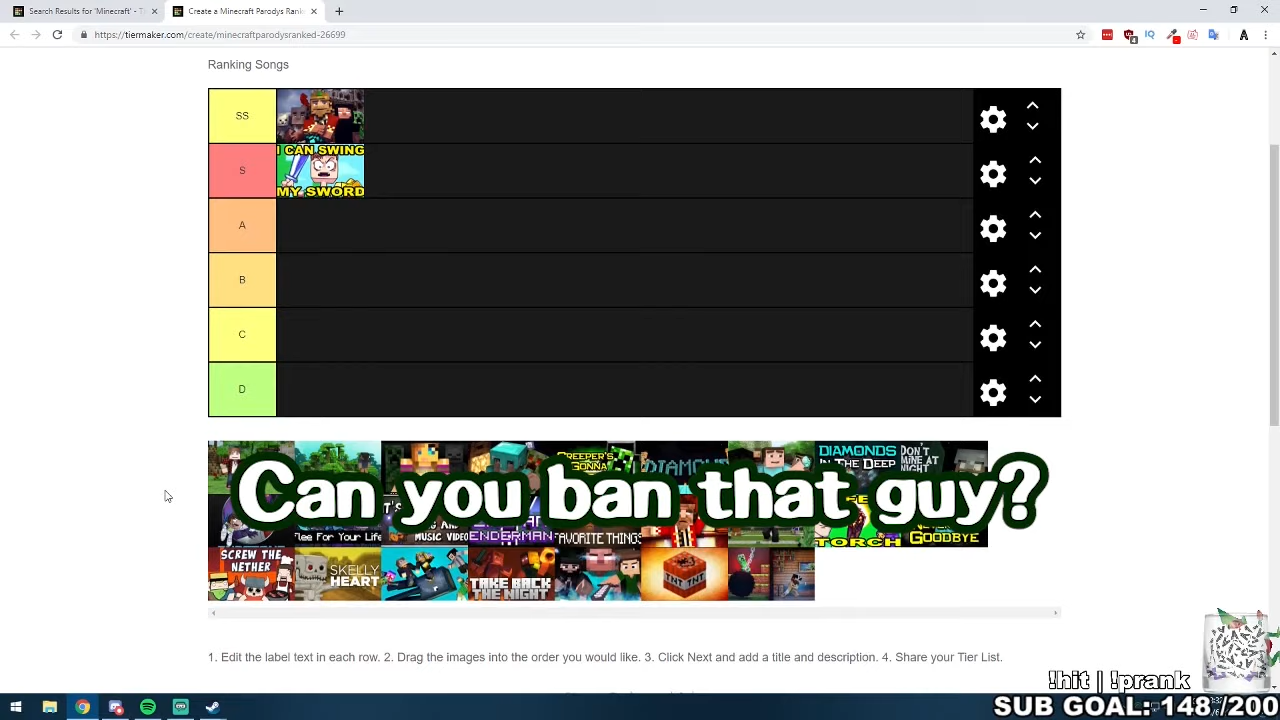 Search Results for 'Minecraft' - Ti
Create a Minecraft Parodys Rank
https://tiermaker.com/create/minecraftparodysranked-26699
Ranking Songs
SS
S
I CAN SWING
MY SWORD
A
B
C
D
CREEPER'S
GONNA
DIAMONDS
IN THE DEEP
DON'T
MINE AT
NIGHT
Can you ban that guy?
Flee For Your Life
MUSIC VIDEO
ENDERMAN
FAVORITE THINGS
TORCH
NEVER
GOODBYE
SCREW THE
NETHER
SKELLY
HEART
TAKE BACK
THE NIGHT
TNT TNT
1. Edit the label text in each row. 2. Drag the images into the order you would like. 3. Click Next and add a title and description. 4. Share your Tier List.
!hit | !prank
SUB GOAL: 148/200